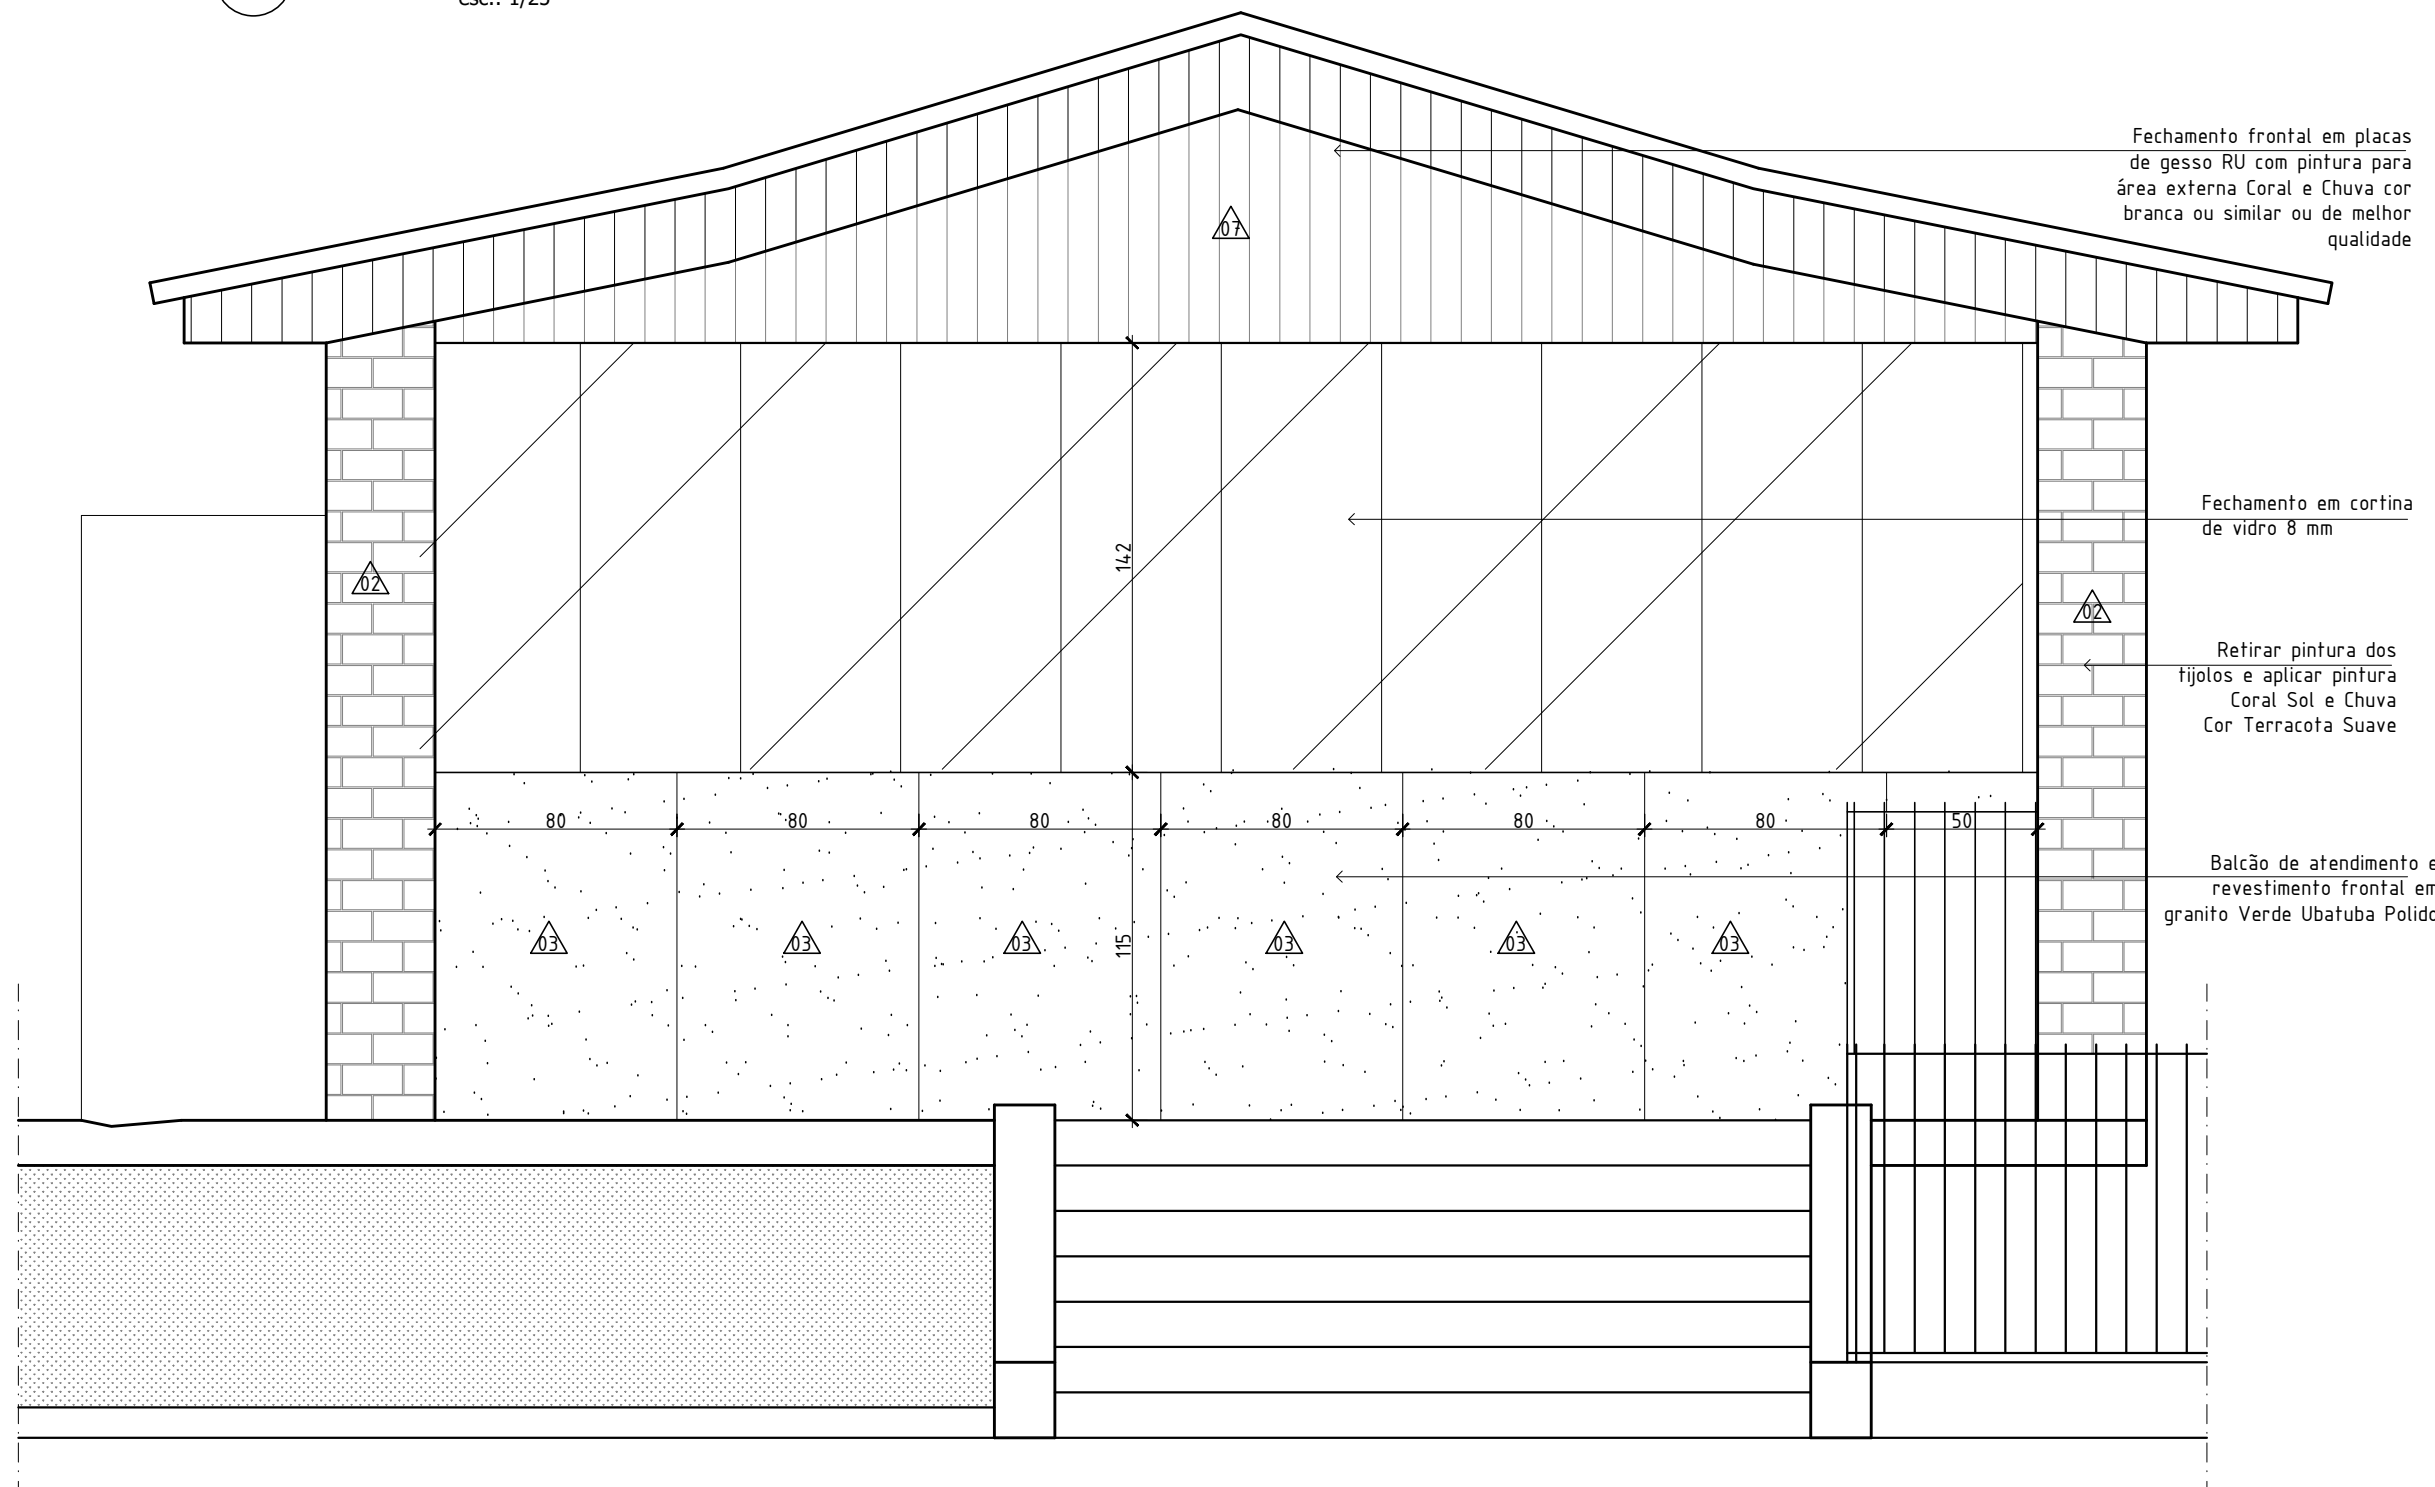 esc.: 1/25
Fechamento frontal em placas
de gesso RU com pintura para
área externa Coral e Chuva cor
branca ou similar ou de melhor
qualidade
07
Fechamento em cortina
de vidro 8 mm
142
02
02
Retirar pintura dos
tijolos e aplicar pintura
Coral Sol e Chuva
Cor Terracota Suave
80
80
80
80
80
80
50
Balcão de atendimento e
revestimento frontal em
granito Verde Ubatuba Polido
03
03
03
115
03
03
03